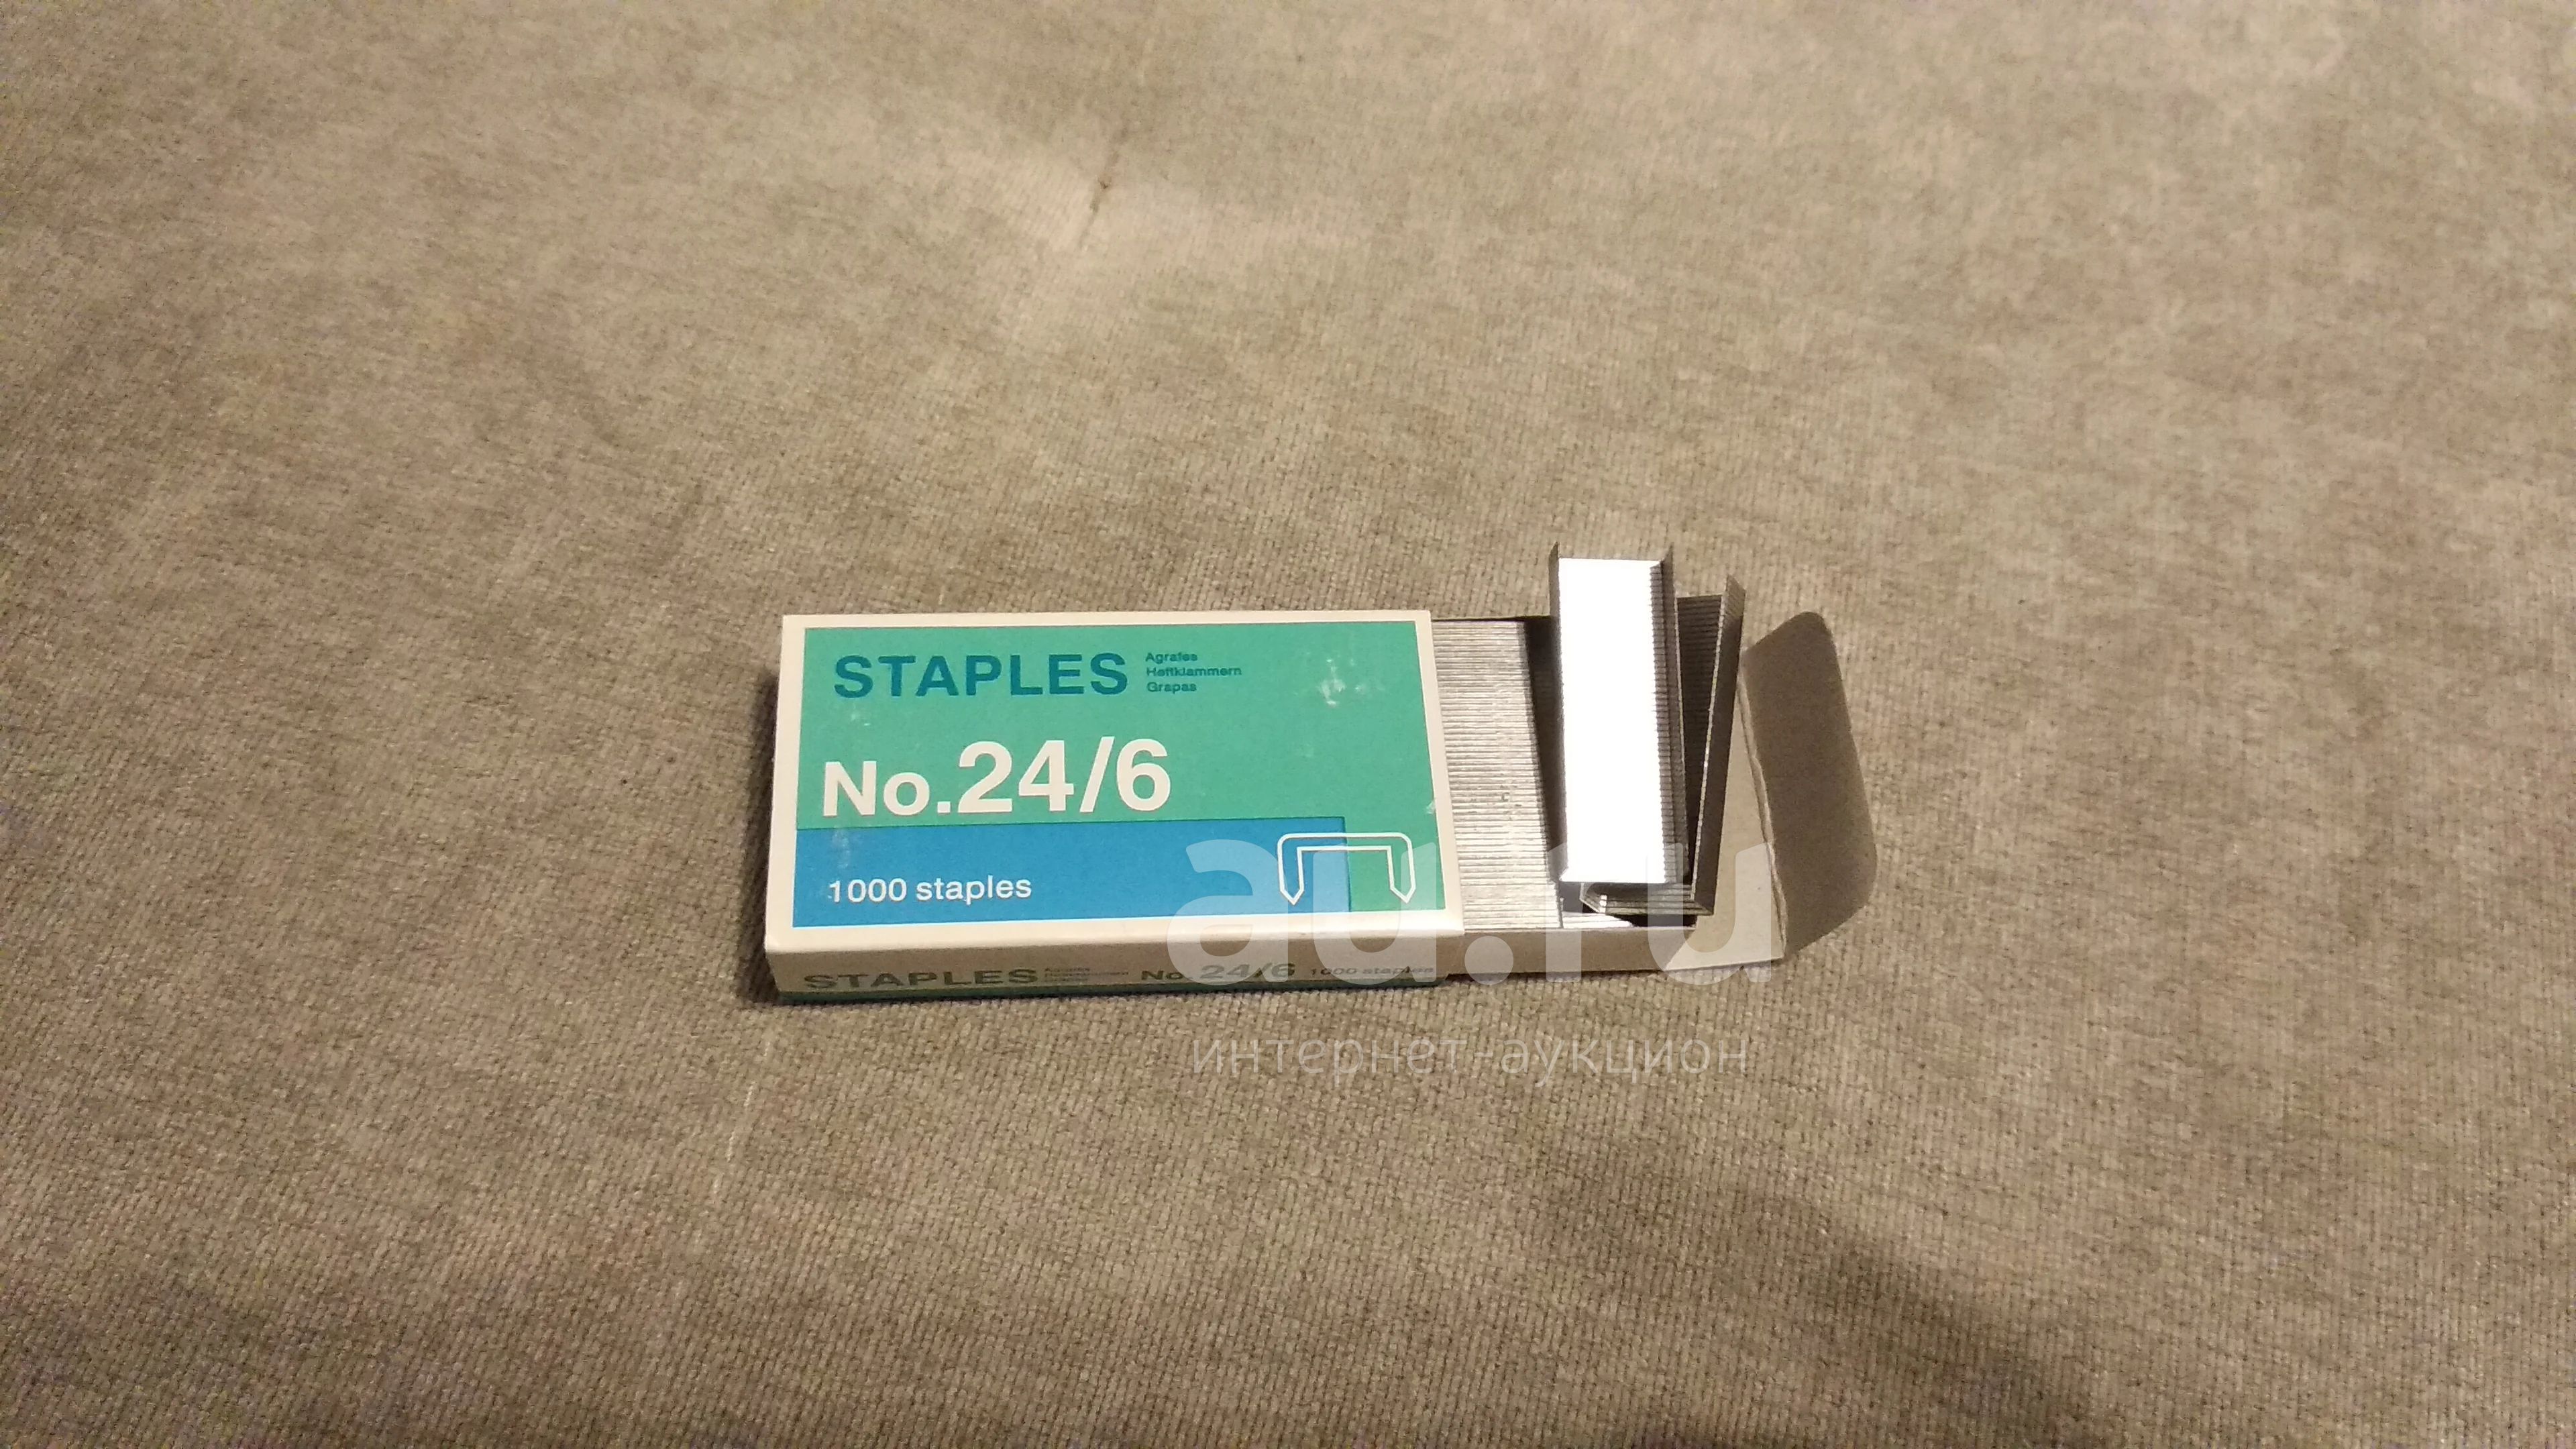 STAPLES
Agrafes
Heftklammern
Grapas
No.24/6
1000 staples
STAPLES No.24/6 1000 staples
au.ru
интернет-аукцион